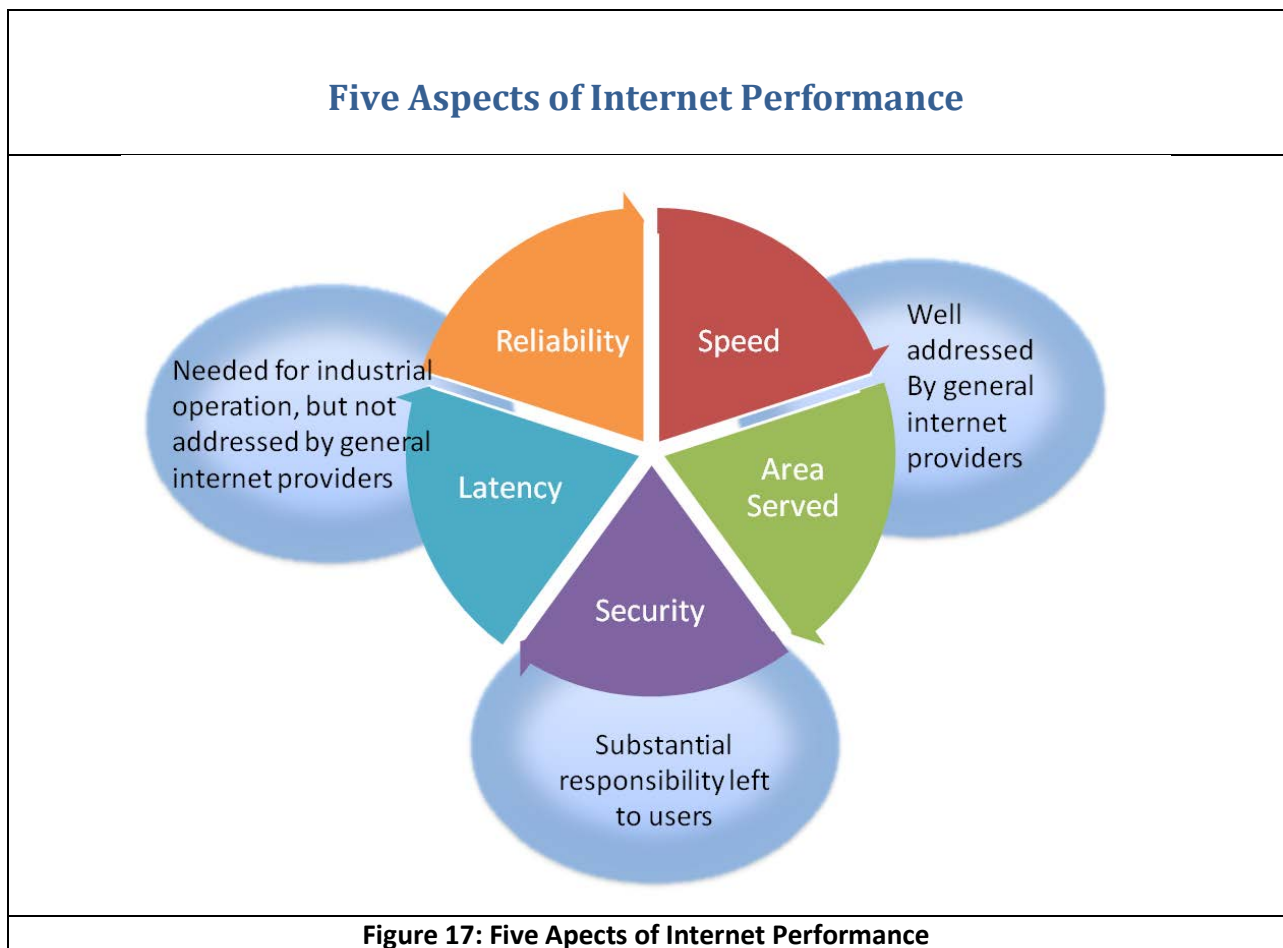 Five Aspects of Internet Performance
Reliability
Speed
Needed for industrial
operation, but not
addressed by general
internet providers
Well
addressed
By general
internet
providers
Latency
Area
Served
Security
Substantial
responsibility left
to users
Figure 17: Five Apects of Internet Performance